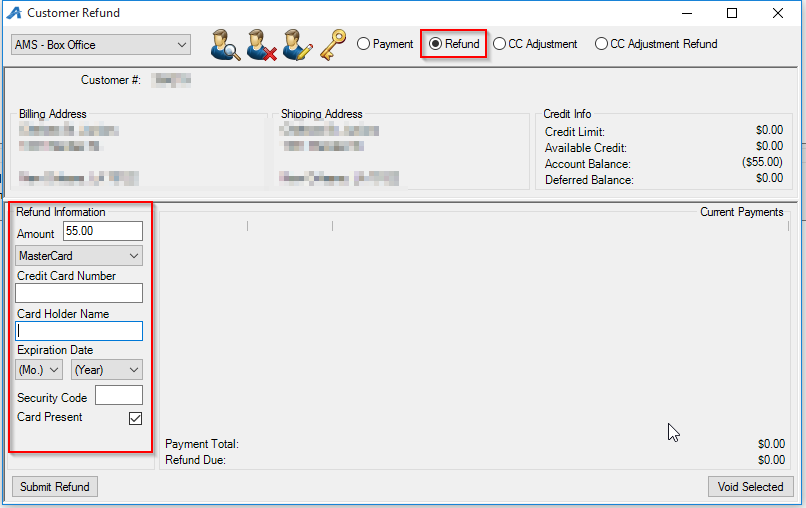 Customer Refund
AMS - Box Office
Payment
Refund
CC Adjustment
CC Adjustment Refund
Customer #:
Billing Address
Shipping Address
Credit Info
Credit Limit: $0.00
Available Credit: $0.00
Account Balance: ($55.00)
Deferred Balance: $0.00
Refund Information
Amount 55.00
MasterCard
Credit Card Number
Card Holder Name
Expiration Date
(Mo.) (Year)
Security Code
Card Present
Current Payments
Payment Total: $0.00
Refund Due: $0.00
Submit Refund
Void Selected